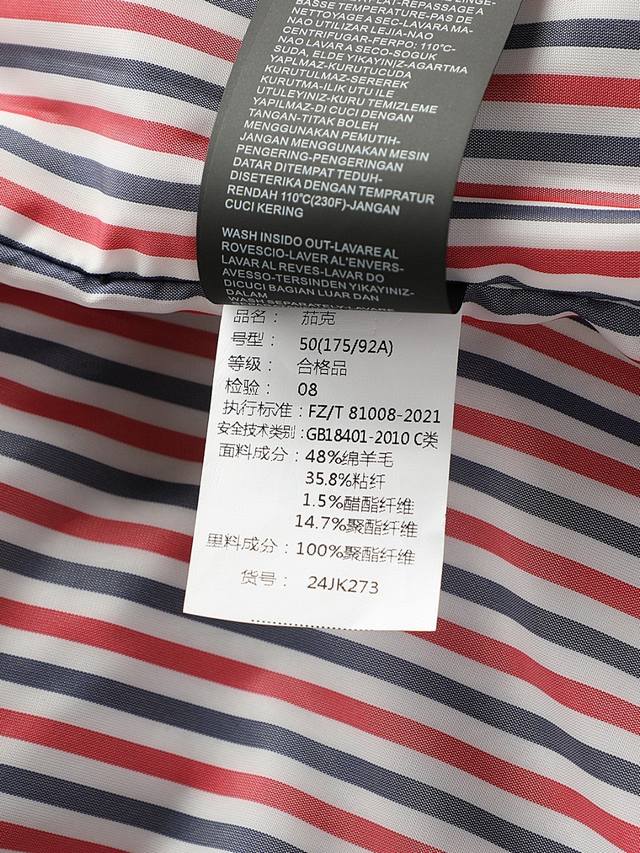 BASSE TEMPERATURE-PAS DE
NETTOYAGE A SEC-LAVARA MA-
NAO UTILIZAR LEJIA-NAO
CENTRIFUGAR-FERRO: 110°C-
NAO LAVAR A SECO-SOĞUK
SUDA ELDE YIKAYINIZ-AGARTMA
YAPILMAZ-KURUTUCUDA
KURUTULMAZ-SEREREK
KURUTMA-ILIK UTU ILE
UTULEYINIZ-KURU TEMIZLEME
YAPILMAZ-DI CUCI DENGAN
TANGAN-TITAK BOLEH
MENGGUNAKAN PEMUTIH-
JANGAN MENGGUNAKAN MESIN
PENGERING-PENGERINGAN
DATAR DITEMPAT TEDUH-
DISETERIKA DENGAN TEMPRATUR
RENDAH 110°C(230F)-JANGAN
CUCI KERING
WASH INSIDO OUT-LAVARE AL
ROVESCIO-LAVER AL'ENVERS-
LAVAR AL REVES-LAVAR DO
AVESSO-TERSINDEN YIKAYINIZ-
DICUCI BAGIAN LUAR DAN
DALAM
品名： 茄克
号型： 50(175/92A)
等级： 合格品
检验： 08
执行标准：FZ/T 81008-2021
安全技术类别：GB18401-2010 C类
面料成分：48%绵羊毛
35.8%粘纤
1.5%醋酯纤维
14.7%聚酯纤维
里料成分：100%聚酯纤维
货号： 24JK273